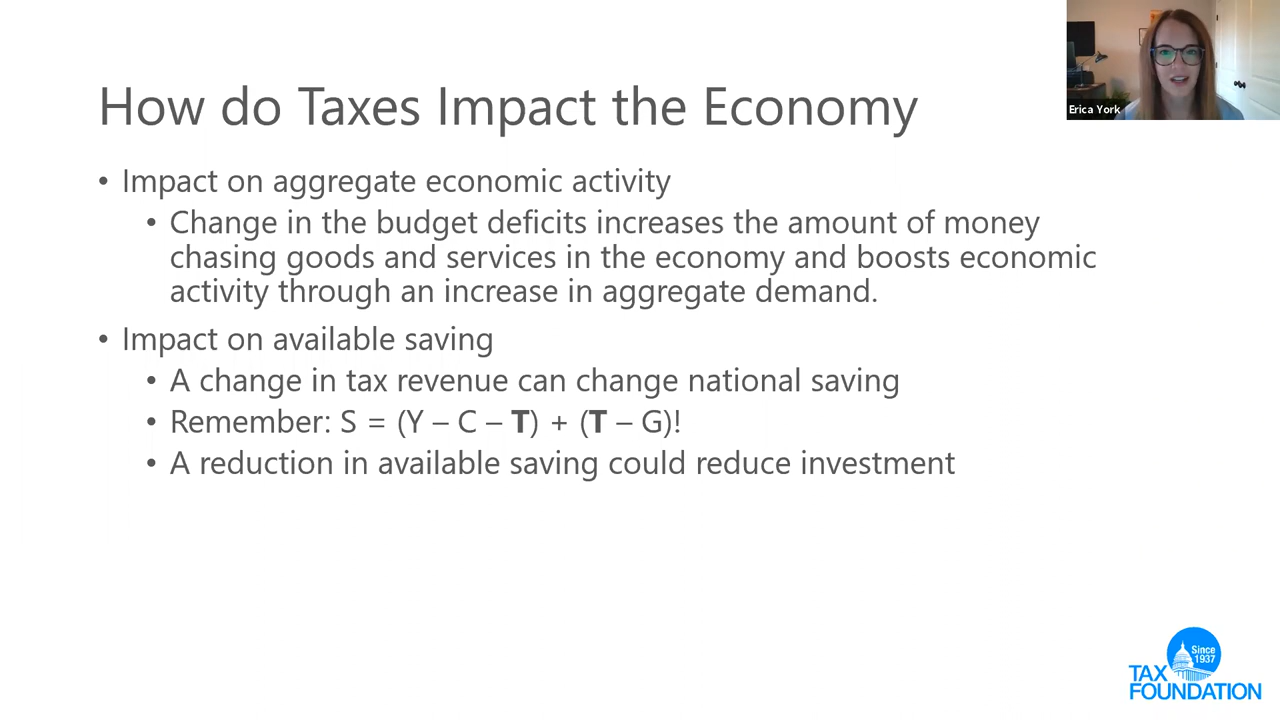 How do Taxes Impact the Economy
Erica York
• Impact on aggregate economic activity
• Change in the budget deficits increases the amount of money
chasing goods and services in the economy and boosts economic
activity through an increase in aggregate demand.
• Impact on available saving
• A change in tax revenue can change national saving
• Remember: S = (Y – C – T) + (T – G)!
• A reduction in available saving could reduce investment
Since
1937
TAX
FOUNDATION